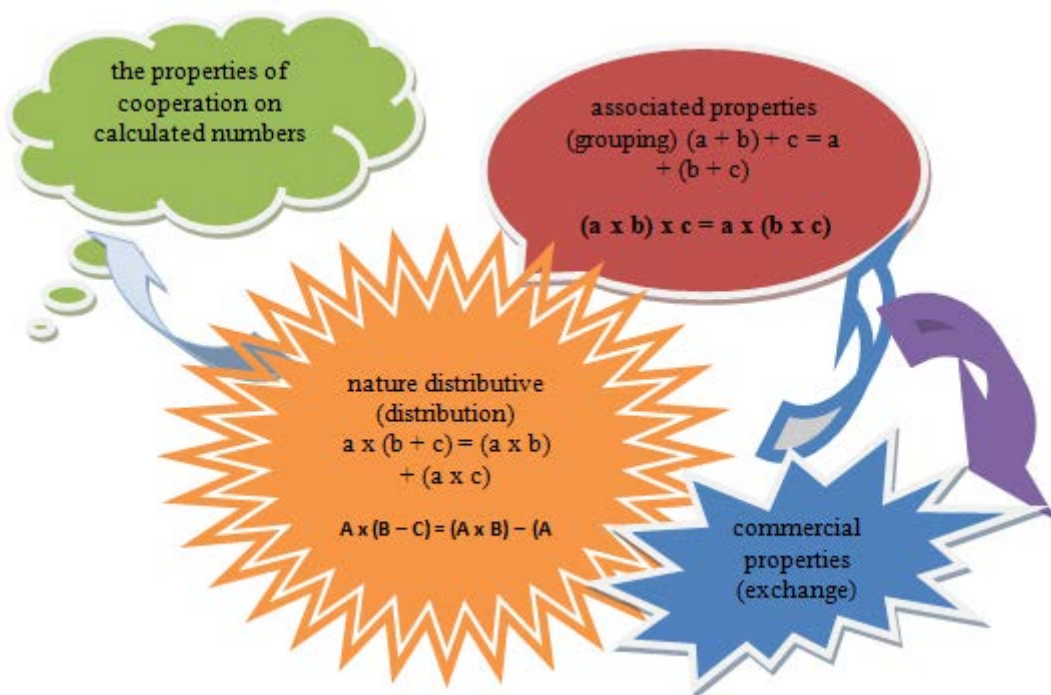 the properties of
cooperation on
calculated numbers
associated properties
(grouping) (a + b) + c = a
+ (b + c)
(a x b) x c = a x (b x c)
nature distributive
(distribution)
a x (b + c) = (a x b)
+ (a x c)
A x (B – C) = (A x B) – (A
commercial
properties
(exchange)